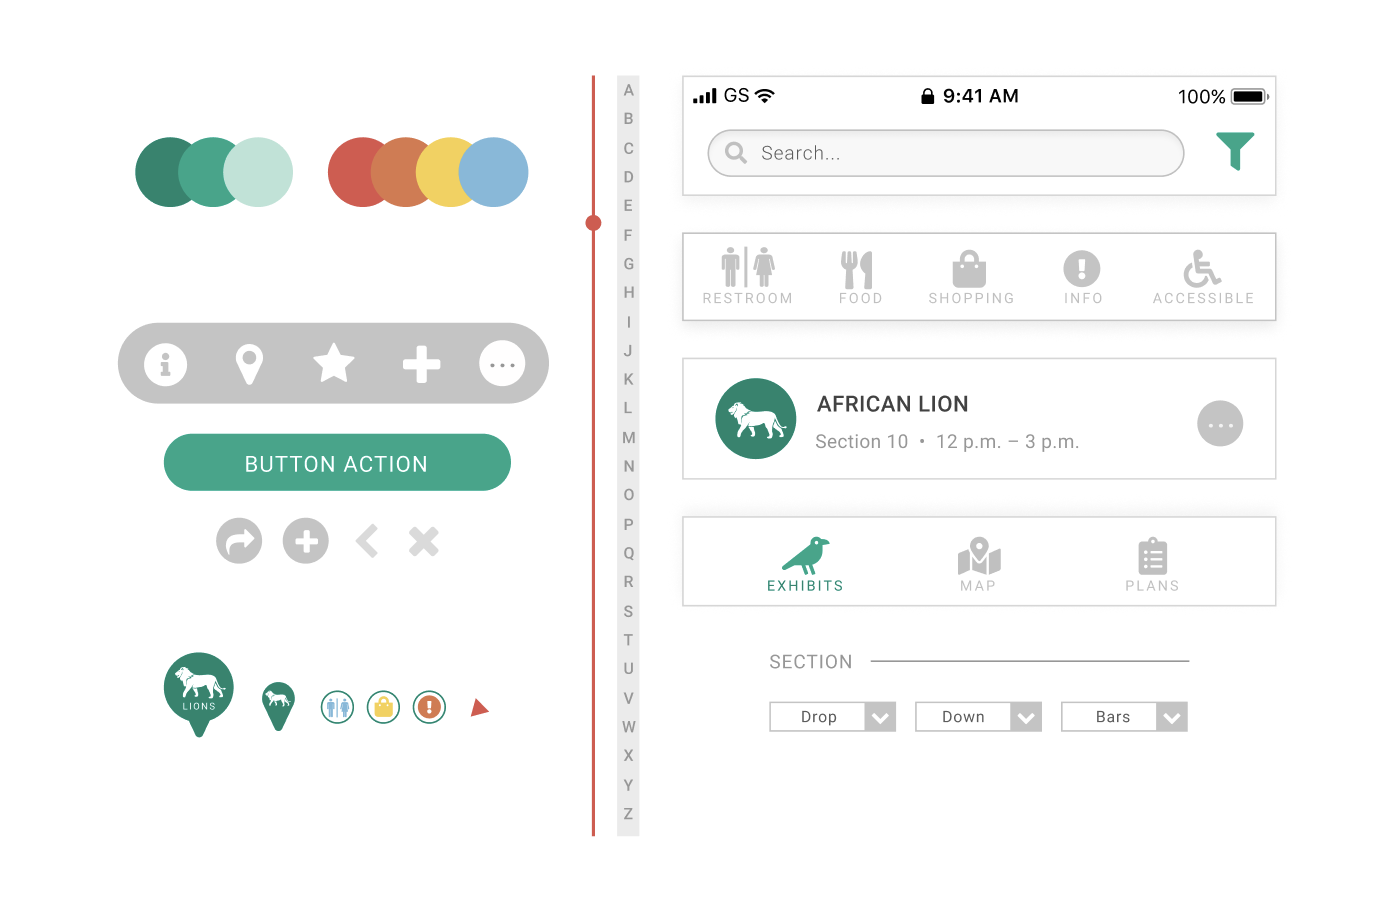 BUTTON ACTION
LIONS
A
B
C
D
E
F
G
H
I
J
K
L
M
N
O
P
Q
R
S
T
U
V
W
X
Y
Z
GS 9:41 AM 100%
Search...
RESTROOM FOOD SHOPPING INFO ACCESSIBLE
AFRICAN LION
Section 10 • 12 p.m. – 3 p.m.
EXHIBITS MAP PLANS
SECTION
Drop Down Bars